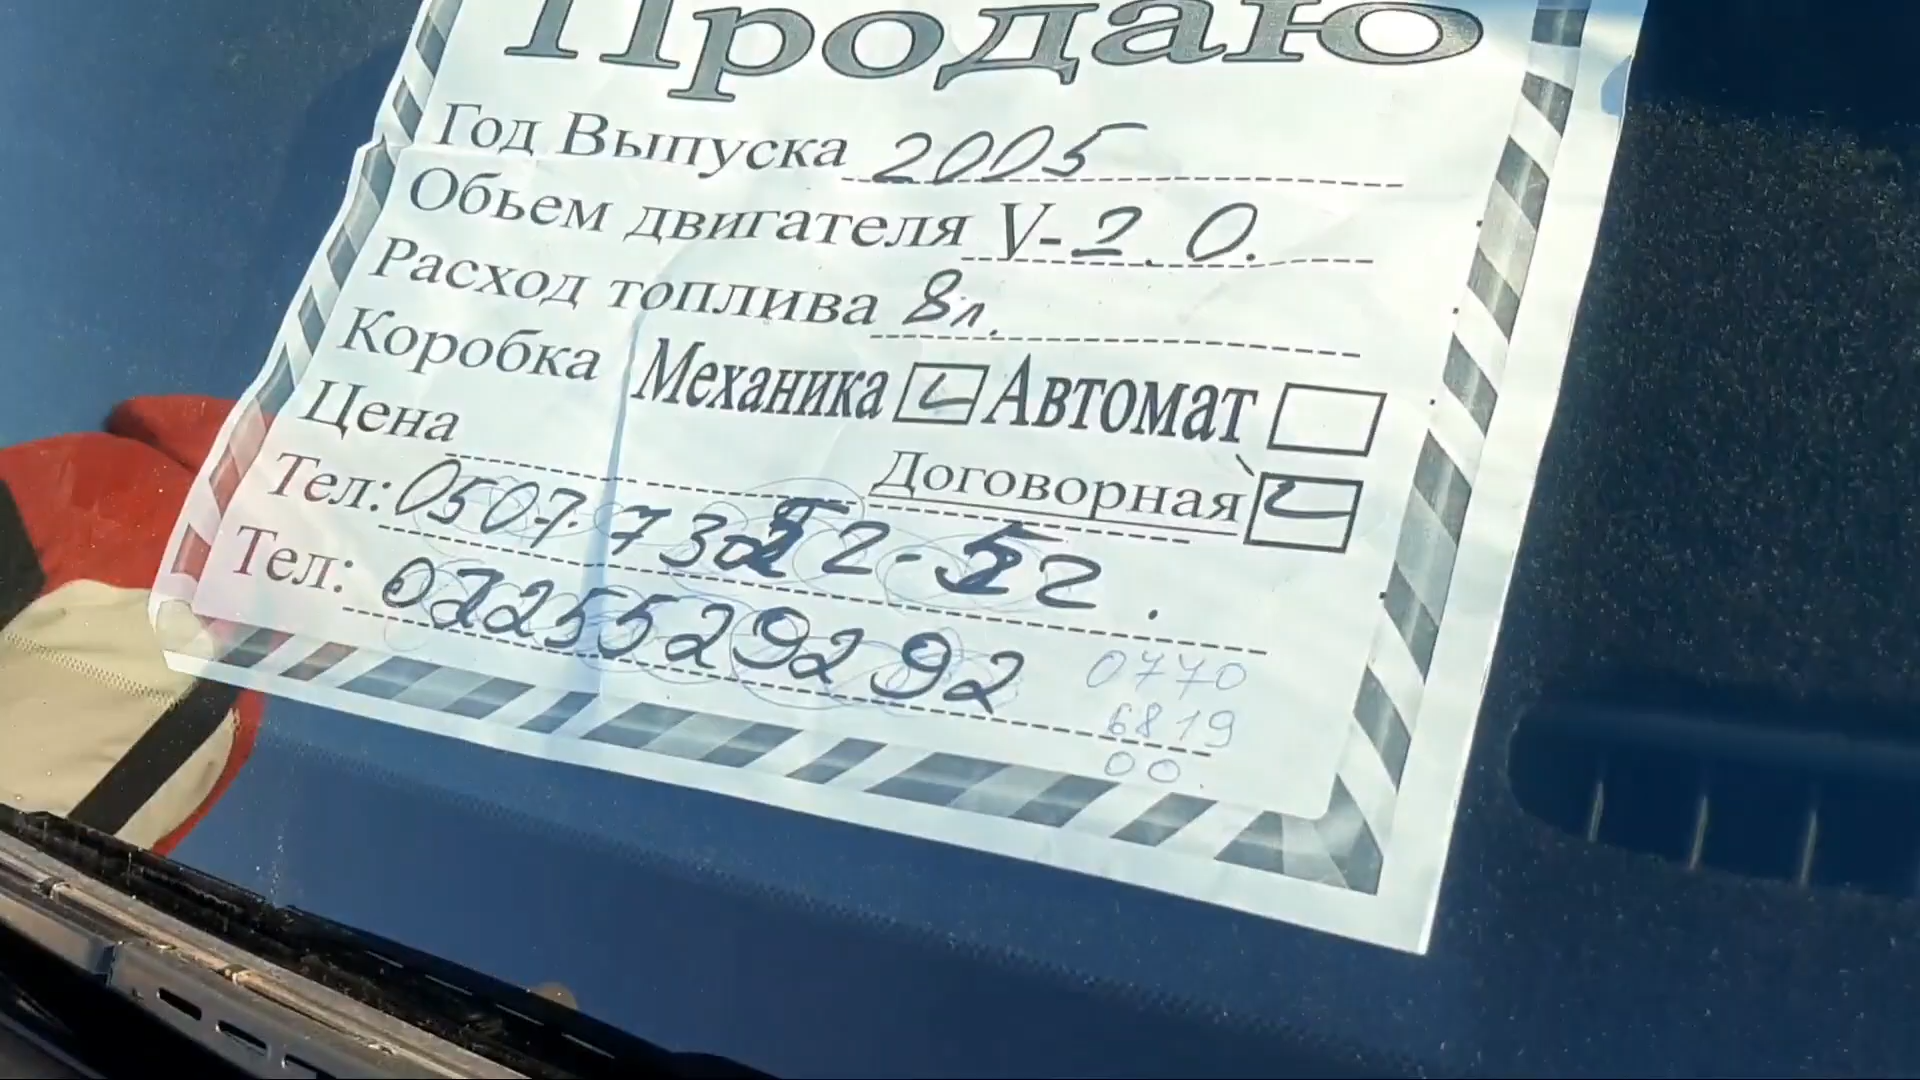 Продаю
Год Выпуска 2005
Обьем двигателя V-2.0.
Расход топлива 8л.
Коробка Механика Автомат
Цена Договорная
Тел: 0507 73
Тел: 0225529292
0770
6819
00